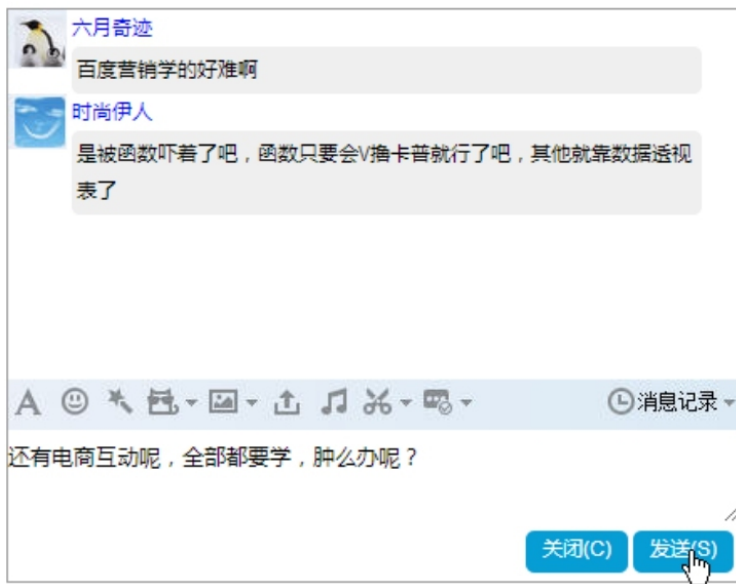 六月奇迹
百度营销学的好难啊
时尚伊人
是被函数吓着了吧，函数只要会V撸卡普就行了吧，其他就靠数据透视
表了
A
消息记录
还有电商互动呢，全部都要学，肿么办呢？
关闭(C) 发送(S)